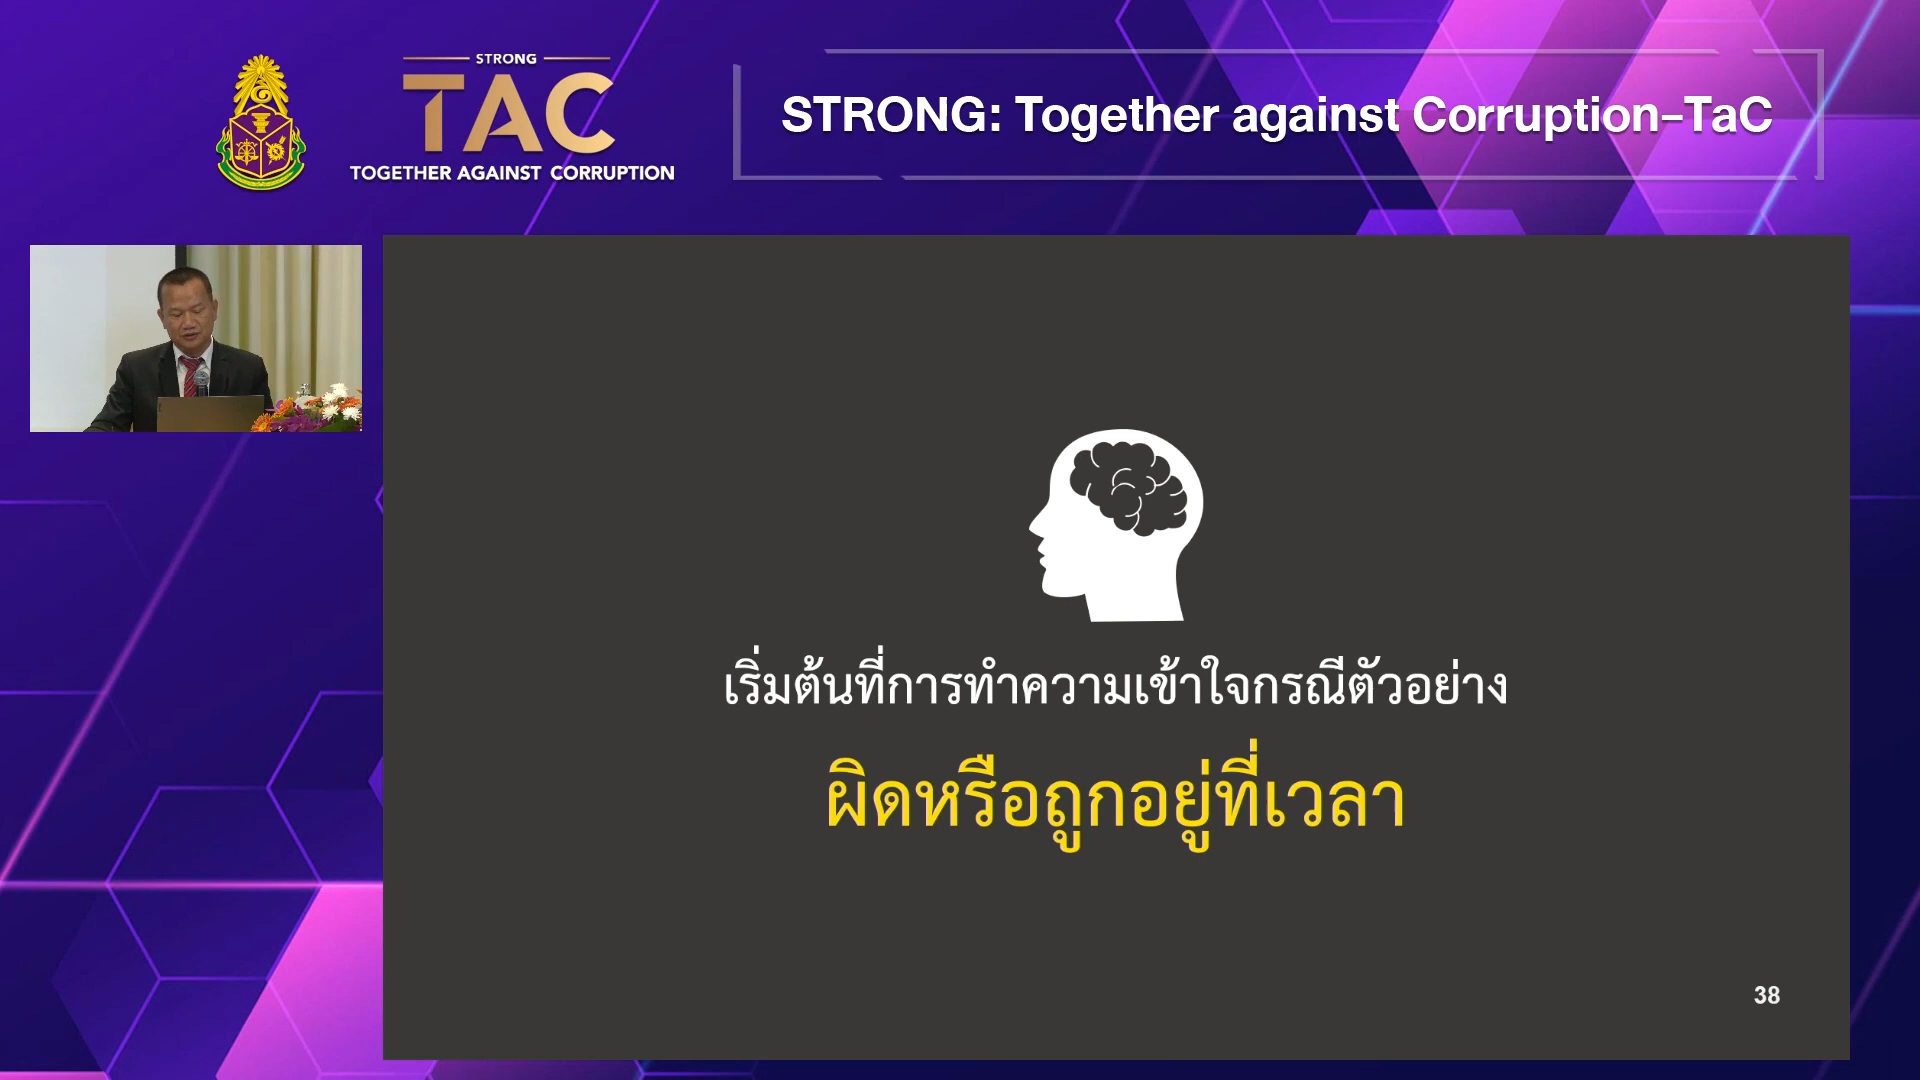 STRONG
TAC
TOGETHER AGAINST CORRUPTION
STRONG: Together against Corruption-TaC
เริ่มต้นที่การทำความเข้าใจกรณีตัวอย่าง
ผิดหรือถูกอยู่ที่เวลา
38